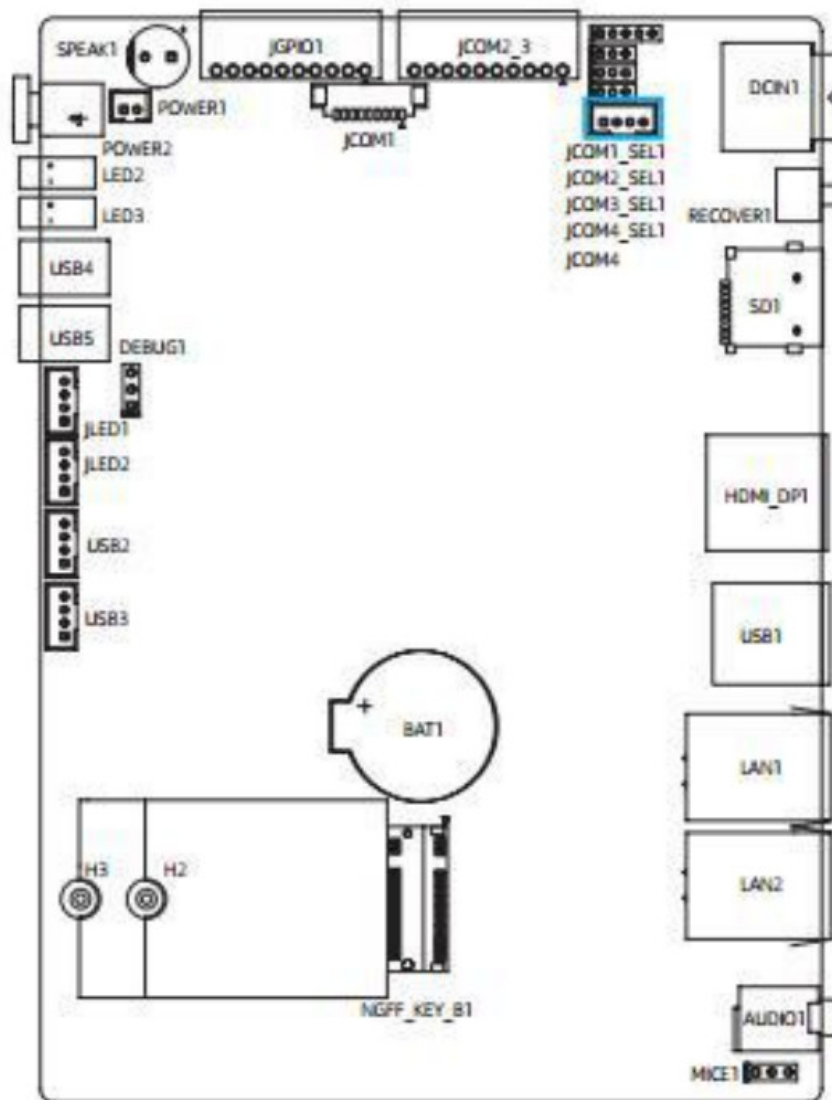 SPEAK1
JGPIO1
JCOM2_3
DCIN1
POWER1
JCOM1
POWER2
JCOM1_SEL1
LED2
JCOM2_SEL1
LED3
JCOM3_SEL1
RECOVER1
JCOM4_SEL1
USB4
JCOM4
SD1
USB5
DEBUG1
JLED1
JLED2
HDMI_DP1
USB2
USB3
USB1
BAT1
LAN1
H3
H2
LAN2
NGFF_KEY_B1
AUDIO1
MICE1